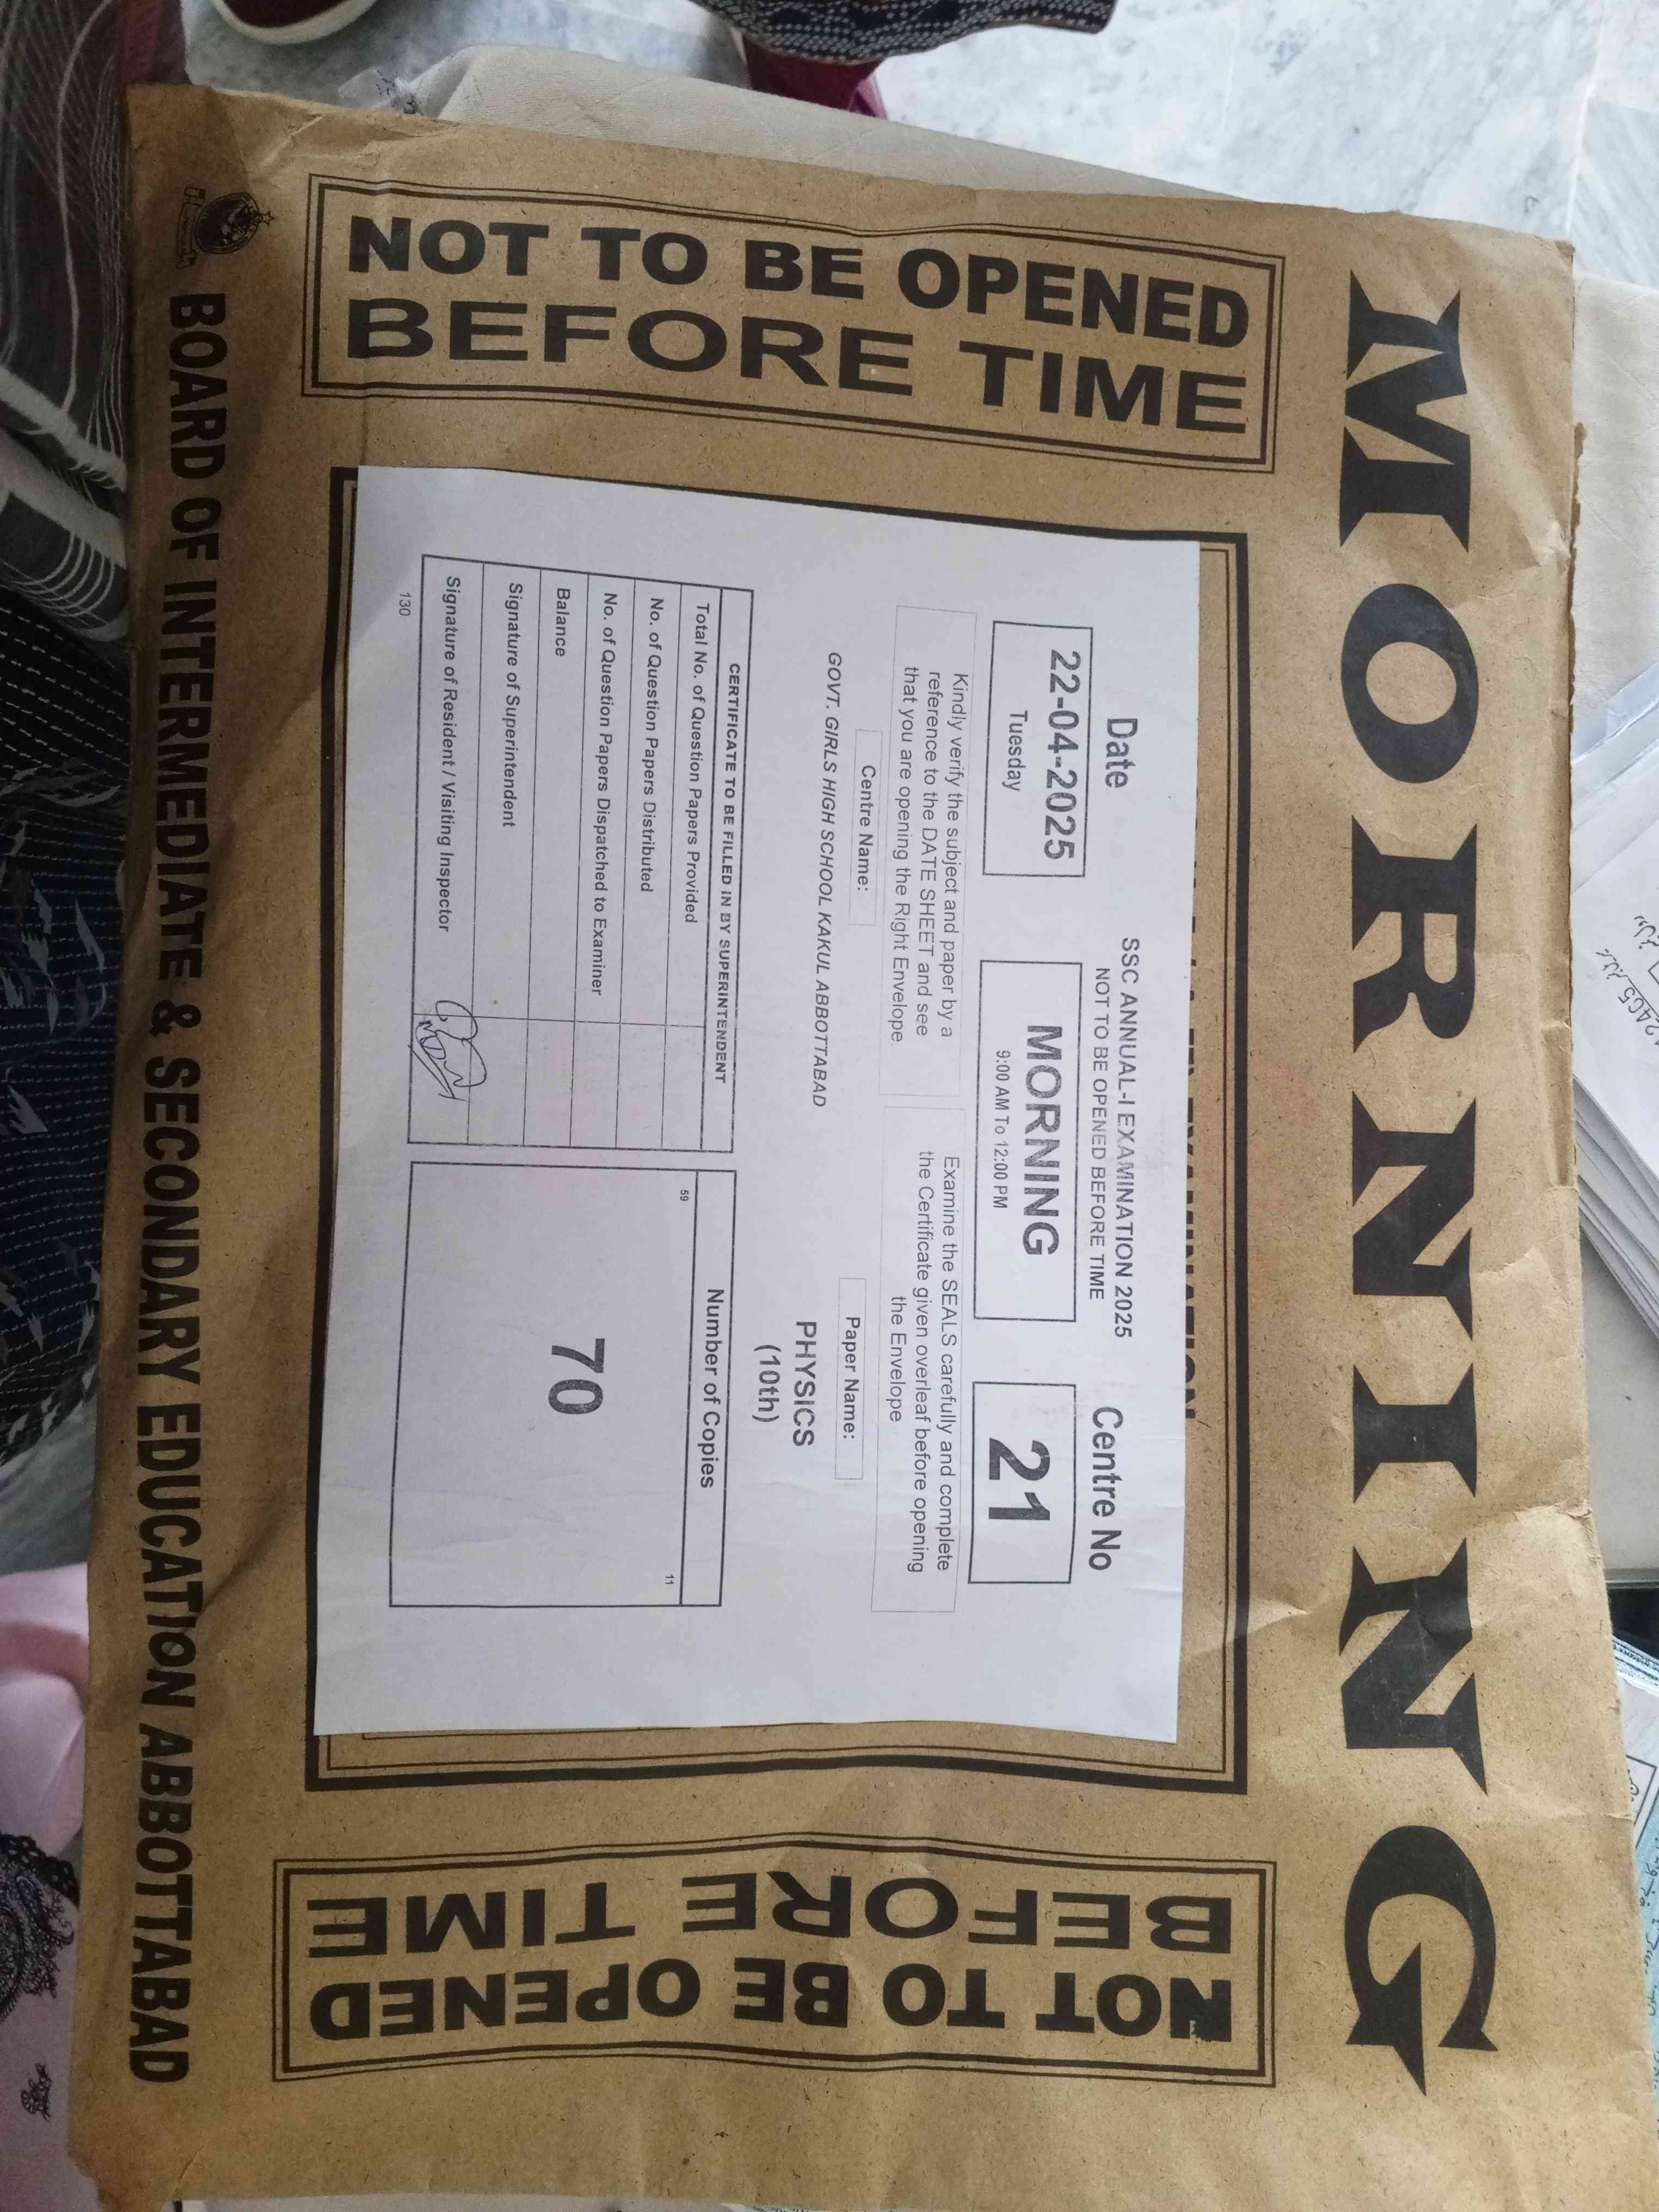 MORNING
NOT TO BE OPENED
BEFORE TIME
Date
22-04-2025
Tuesday
SSC ANNUAL-I EXAMINATION 2025
NOT TO BE OPENED BEFORE TIME
MORNING
9:00 AM To 12:00 PM
Centre No
21
Kindly verify the subject and paper by a
reference to the DATE SHEET and see
that you are opening the Right Envelope
Examine the SEALS carefully and complete
the Certificate given overleaf before opening
the Envelope
Centre Name:
GOVT. GIRLS HIGH SCHOOL KAKUL ABBOTTABAD
Paper Name:
PHYSICS
(10th)
CERTIFICATE TO BE FILLED IN BY SUPERINTENDENT
Total No. of Question Papers Provided
No. of Question Papers Distributed
No. of Question Papers Dispatched to Examiner
Balance
Signature of Superintendent
Signature of Resident / Visiting Inspector
130
Number of Copies
59
11
70
NOT TO BE OPENED
BEFORE TIME
BOARD OF INTERMEDIATE & SECONDARY EDUCATION ABBOTTABAD